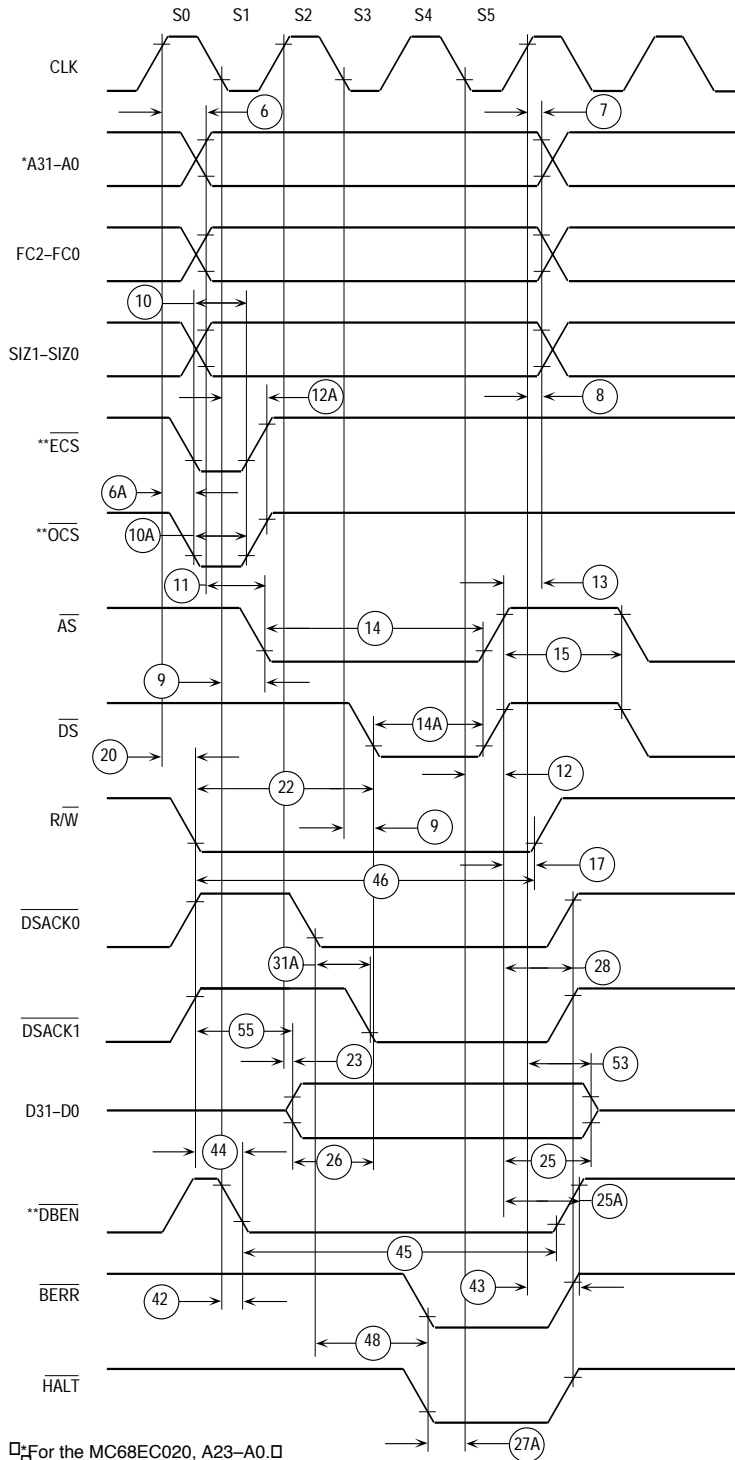 S0 S1 S2 S3 S4 S5
CLK
6 7
*A31–A0
FC2–FC0
10
SIZ1–SIZ0
12A 8
**ECS
6A
**OCS
10A
11 13
AS
14
15
9
DS
14A
20 12
22
R/W
9
17
46
DSACK0
31A 28
DSACK1
55
23 53
D31–D0
44 26 25
25A
**DBEN
45
43
BERR
42
48
HALT
27A
*For the MC68EC020, A23–A0.